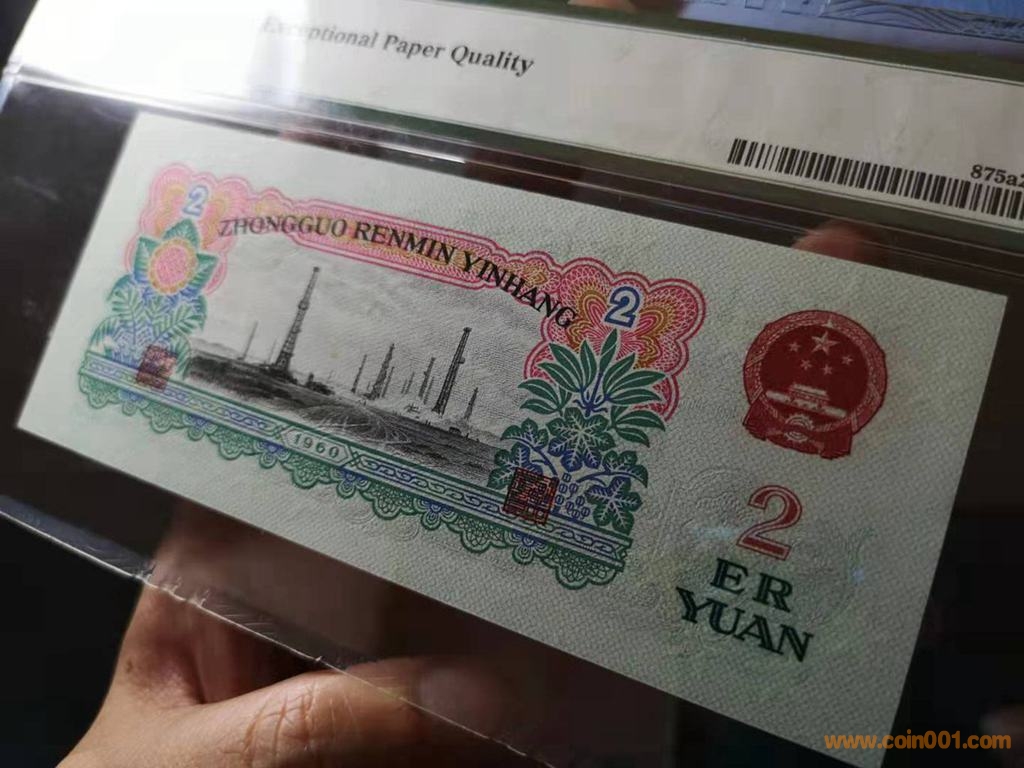 Exceptional Paper Quality
875a2
2
ZHONGGUO RENMIN YINHANG
2
1960
2
ER
YUAN
www.coin001.com